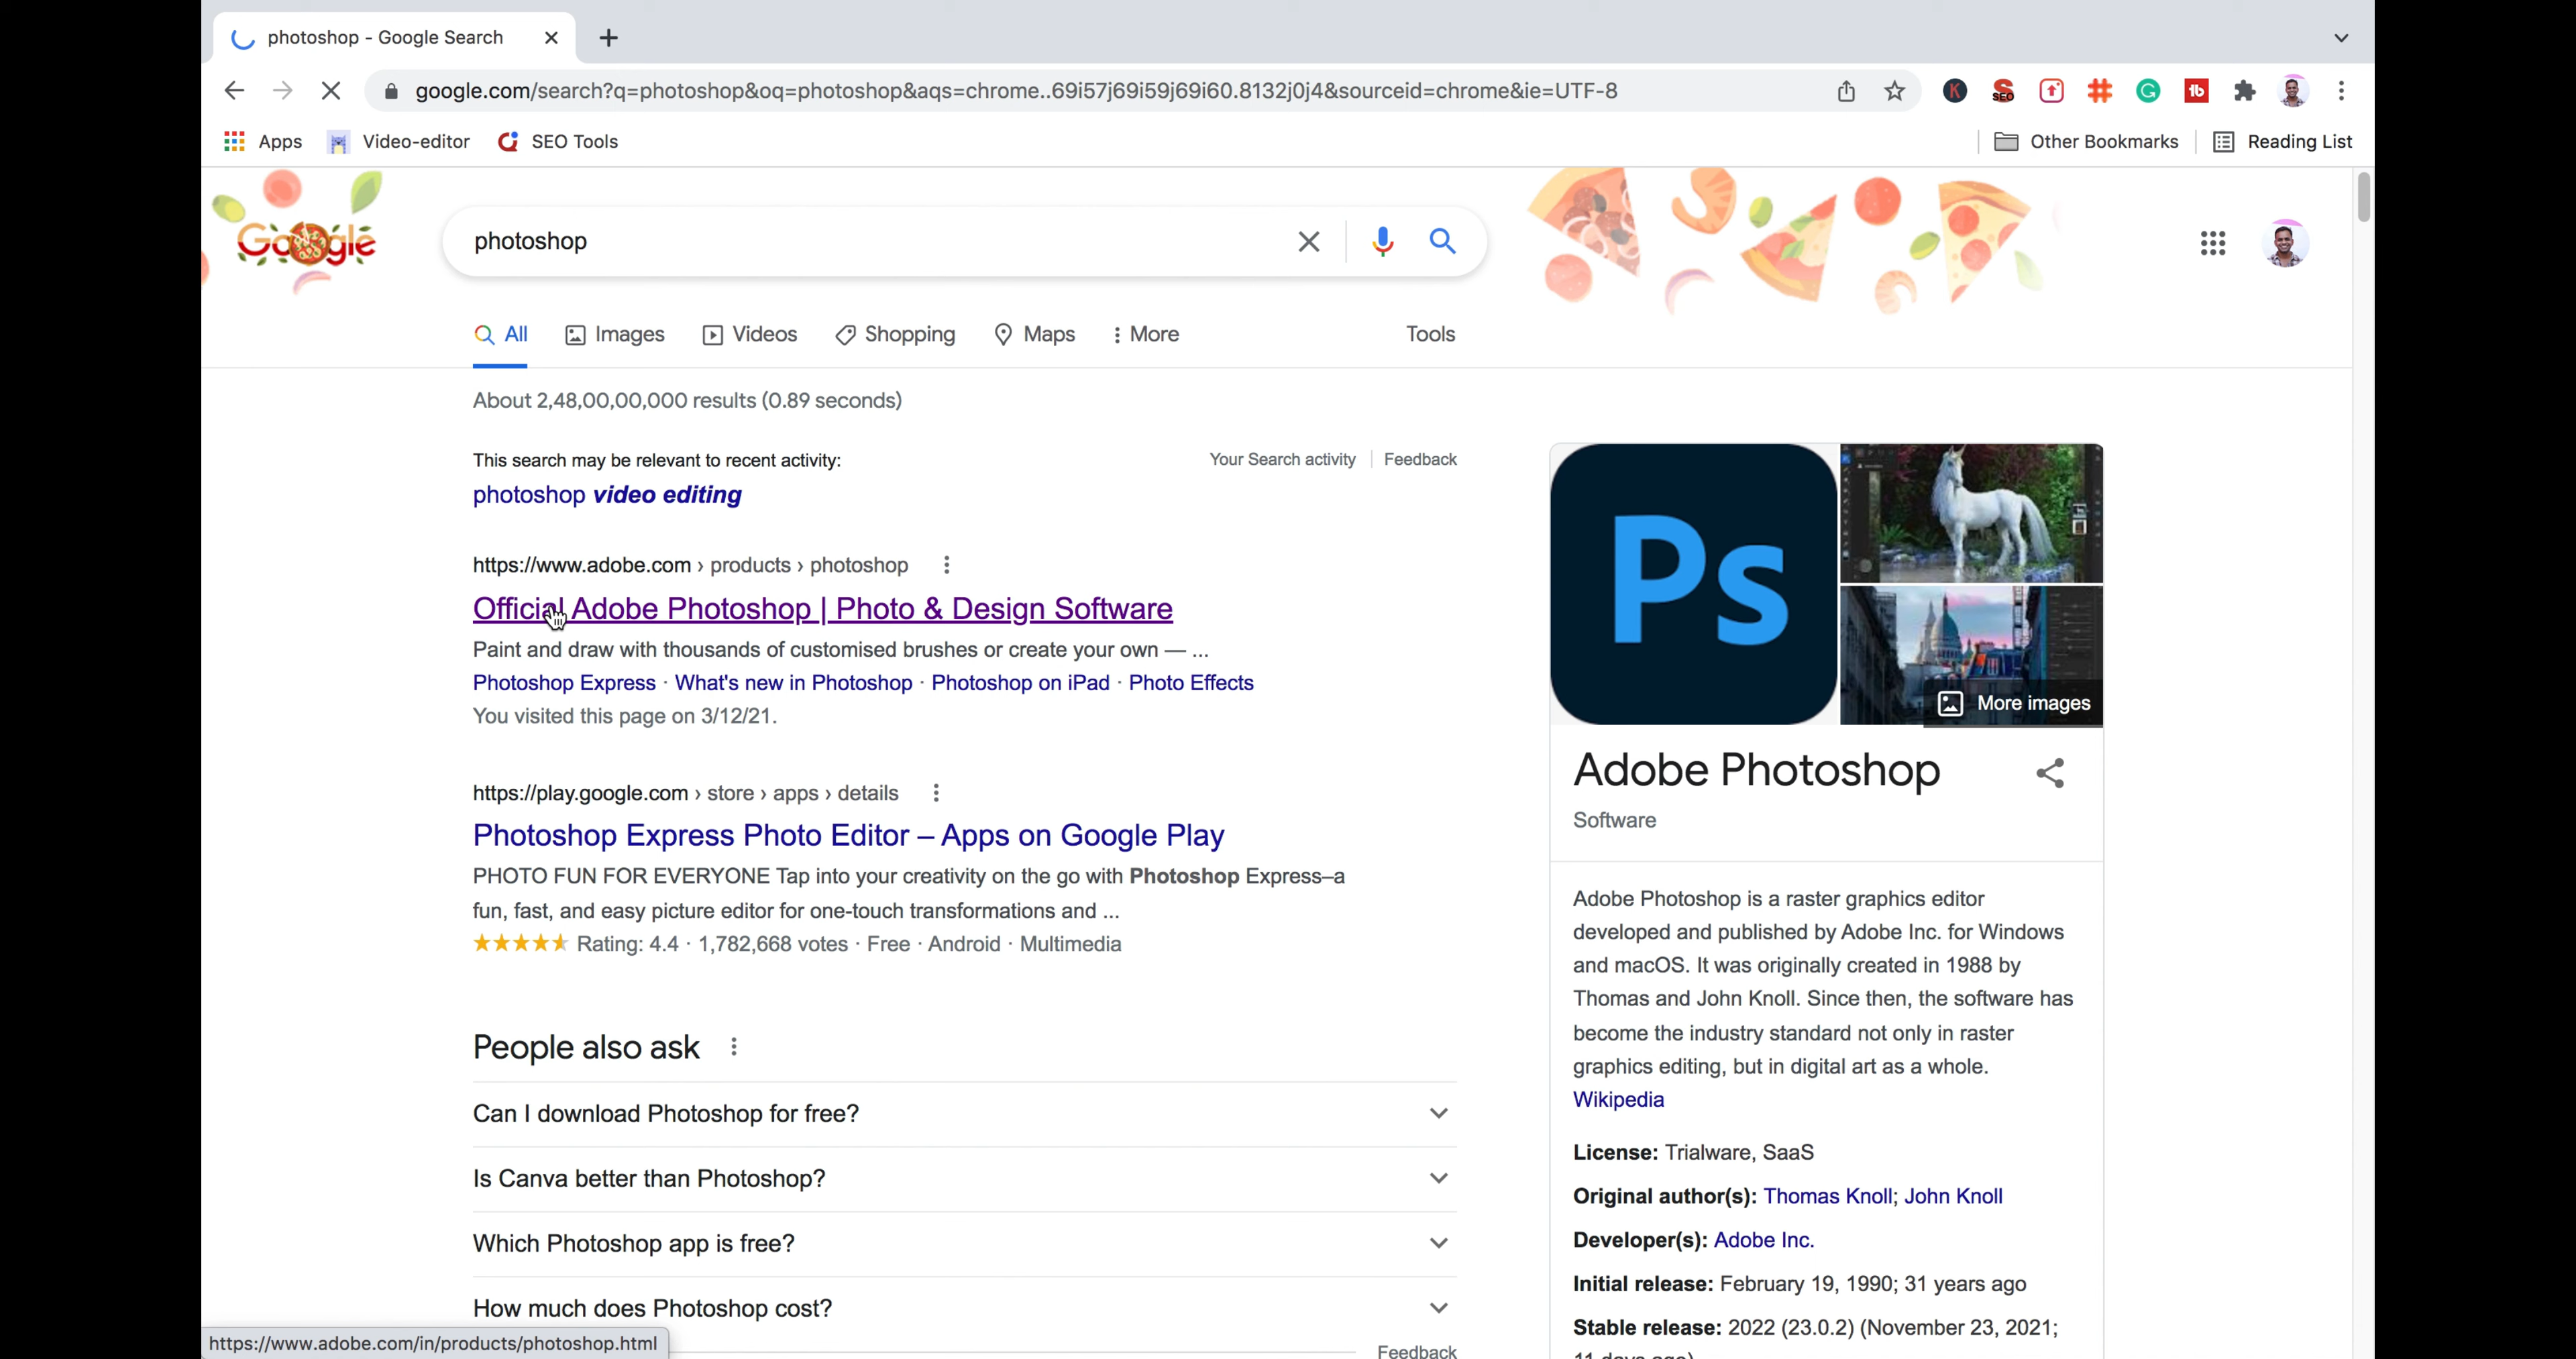 photoshop - Google Search
google.com/search?q=photoshop&oq=photoshop&aqs=chrome..69i57j69i59j69i60.8132j0j4&sourceid=chrome&ie=UTF-8
K
SEO
G
tb
Apps
Video-editor
SEO Tools
Other Bookmarks
Reading List
Google
photoshop
All
Images
Videos
Shopping
Maps
More
Tools
About 2,48,00,00,000 results (0.89 seconds)
This search may be relevant to recent activity:
Your Search activity
Feedback
photoshop video editing
https://www.adobe.com › products › photoshop
Official Adobe Photoshop | Photo & Design Software
Paint and draw with thousands of customised brushes or create your own — ...
Photoshop Express · What's new in Photoshop · Photoshop on iPad · Photo Effects
You visited this page on 3/12/21.
https://play.google.com › store › apps › details
Photoshop Express Photo Editor – Apps on Google Play
PHOTO FUN FOR EVERYONE Tap into your creativity on the go with Photoshop Express–a
fun, fast, and easy picture editor for one-touch transformations and ...
Rating: 4.4 · 1,782,668 votes · Free · Android · Multimedia
People also ask
Can I download Photoshop for free?
Is Canva better than Photoshop?
Which Photoshop app is free?
How much does Photoshop cost?
Feedback
https://www.adobe.com/in/products/photoshop.html
Ps
More images
Adobe Photoshop
Software
Adobe Photoshop is a raster graphics editor
developed and published by Adobe Inc. for Windows
and macOS. It was originally created in 1988 by
Thomas and John Knoll. Since then, the software has
become the industry standard not only in raster
graphics editing, but in digital art as a whole.
Wikipedia
License: Trialware, SaaS
Original author(s): Thomas Knoll; John Knoll
Developer(s): Adobe Inc.
Initial release: February 19, 1990; 31 years ago
Stable release: 2022 (23.0.2) (November 23, 2021;
11 days ago)